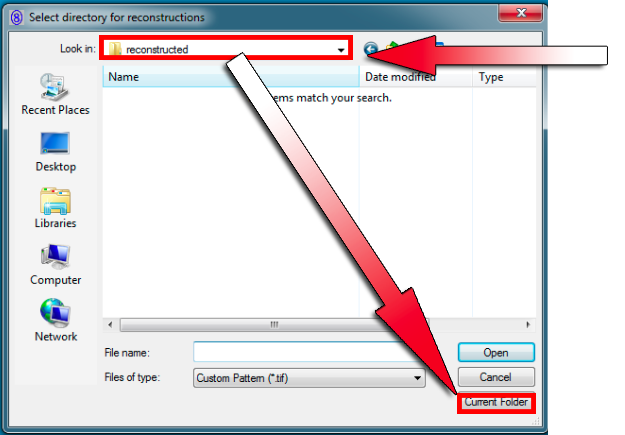 Select directory for reconstructions
Look in: reconstructed
Name Date modified Type
ems match your search.
Recent Places
Desktop
Libraries
Computer
Network
File name: Open
Files of type: Custom Pattern (*.tif) Cancel
Current Folder